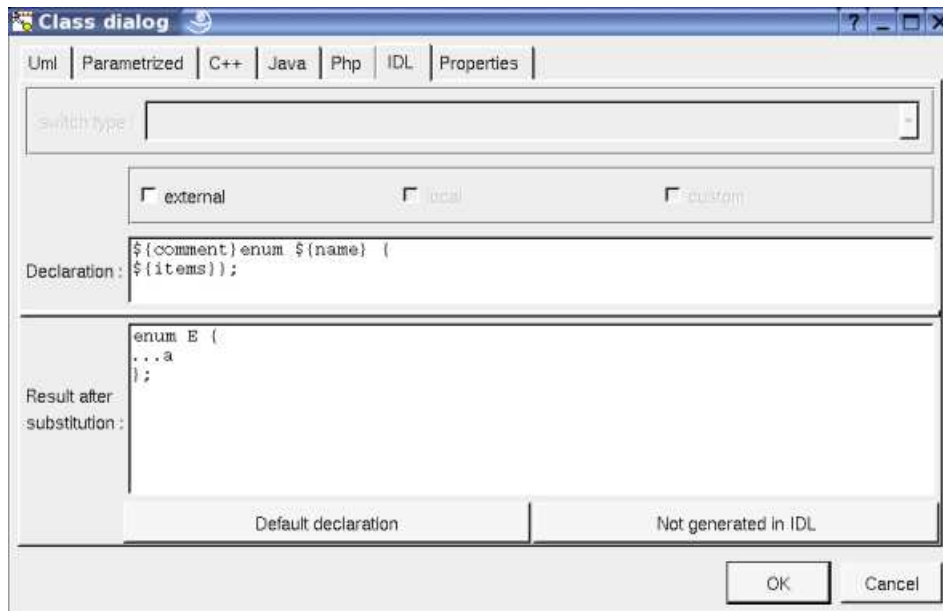 Class dialog
?
Uml Parametrized C++ Java Php IDL Properties
switch type :
external local custom
Declaration :
${comment}enum ${name} {
${items}};
Result after
substitution :
enum E {
...a
};
Default declaration Not generated in IDL
OK Cancel